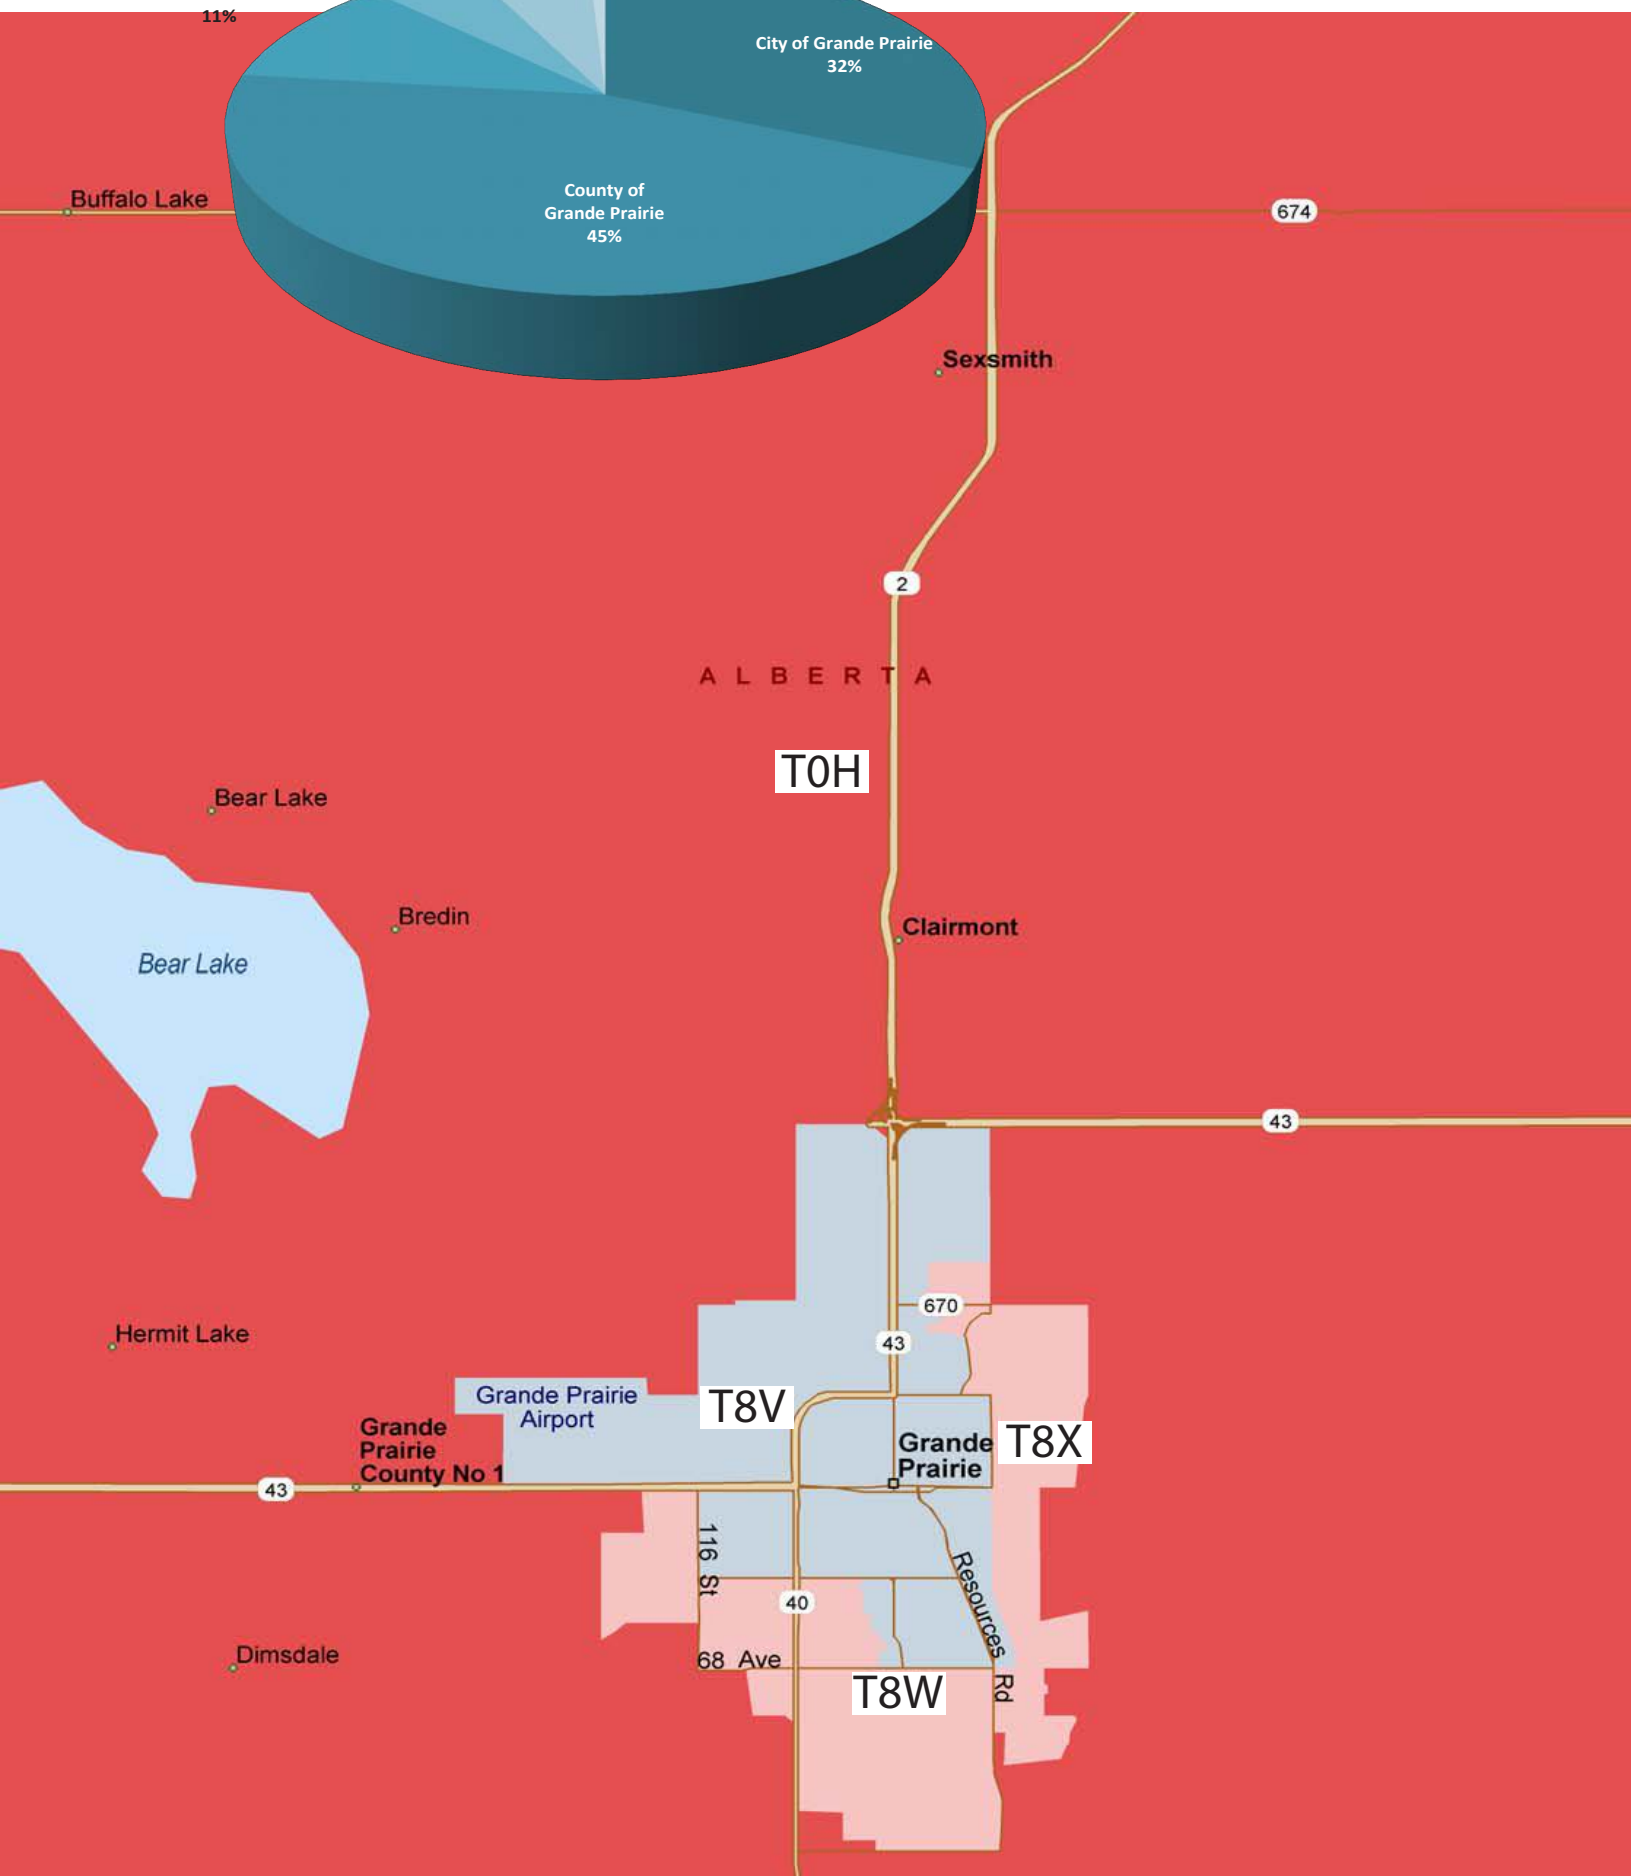 11%
City of Grande Prairie
32%
Buffalo Lake
County of
Grande Prairie
45%
674
Sexsmith
2
ALBERTA
T0H
Bear Lake
Bredin
Clairmont
Bear Lake
43
670
Hermit Lake
43
Grande Prairie
Airport
T8V
Grande
Prairie
County No 1
Grande
Prairie
T8X
43
116 St
Resources Rd
40
Dimsdale
68 Ave
T8W